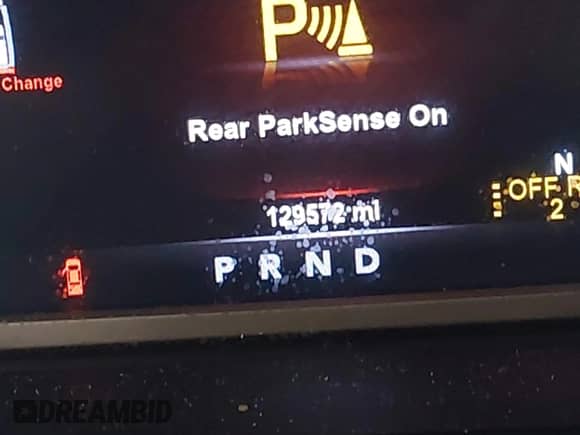 P
Change
Rear ParkSense On
N
OFF R
129572 mi
2
P R N D
DREAMBID